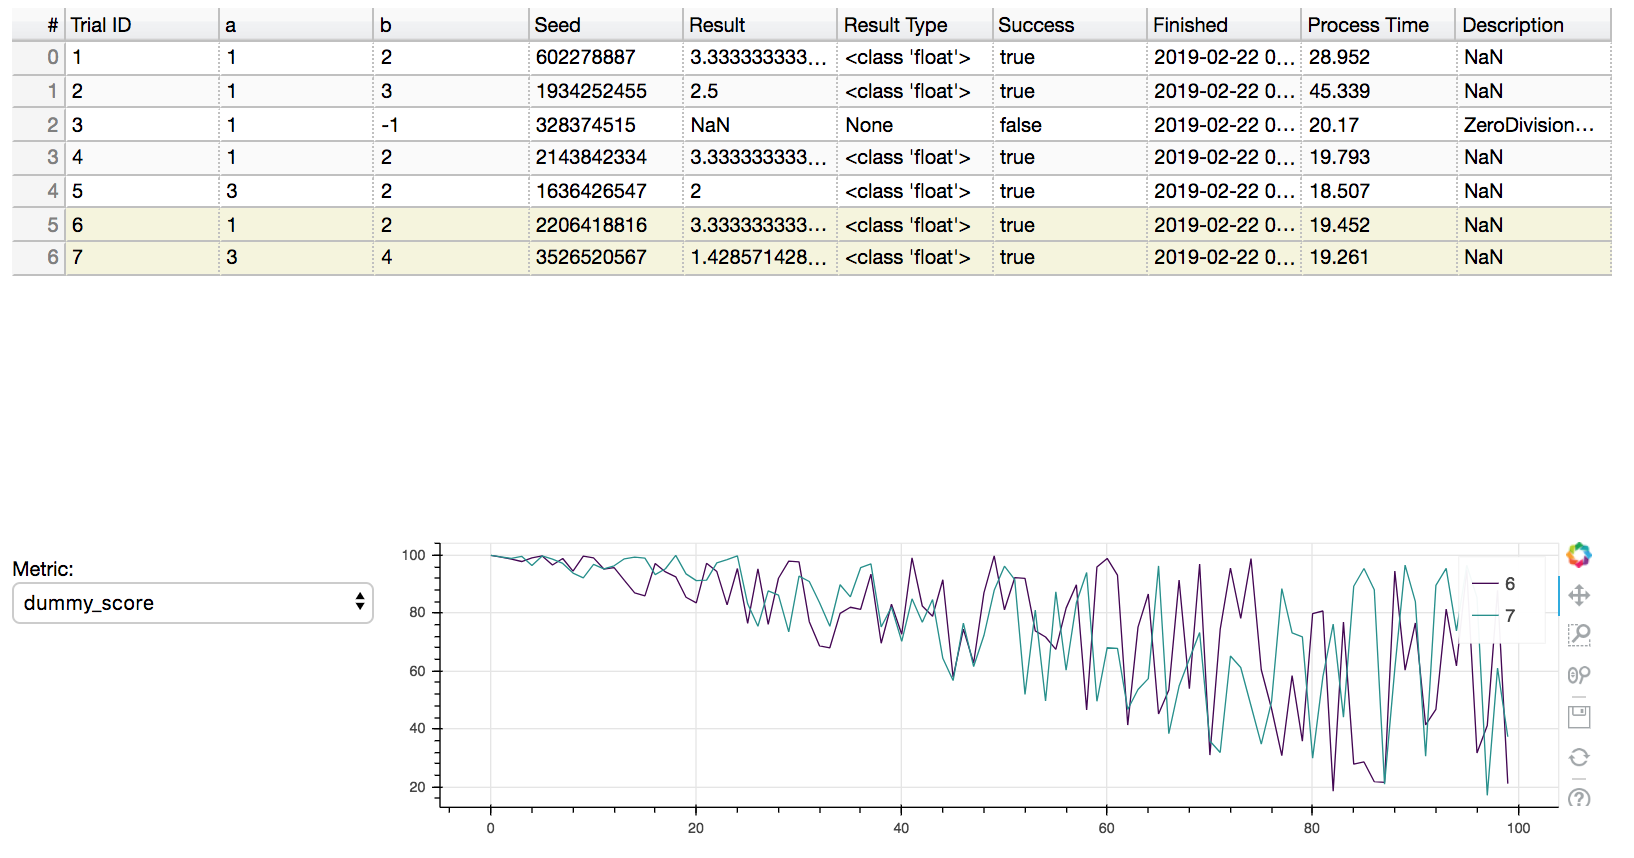 # Trial ID a b Seed Result Result Type Success Finished Process Time Description
0 1 1 2 602278887 3.333333333... <class 'float'> true 2019-02-22 0... 28.952 NaN
1 2 1 3 1934252455 2.5 <class 'float'> true 2019-02-22 0... 45.339 NaN
2 3 1 -1 328374515 NaN None false 2019-02-22 0... 20.17 ZeroDivision...
3 4 1 2 2143842334 3.333333333... <class 'float'> true 2019-02-22 0... 19.793 NaN
4 5 3 2 1636426547 2 <class 'float'> true 2019-02-22 0... 18.507 NaN
5 6 1 2 2206418816 3.333333333... <class 'float'> true 2019-02-22 0... 19.452 NaN
6 7 3 4 3526520567 1.428571428... <class 'float'> true 2019-02-22 0... 19.261 NaN
Metric:
dummy_score
100
80
60
40
20
0 20 40 60 80 100
6
7